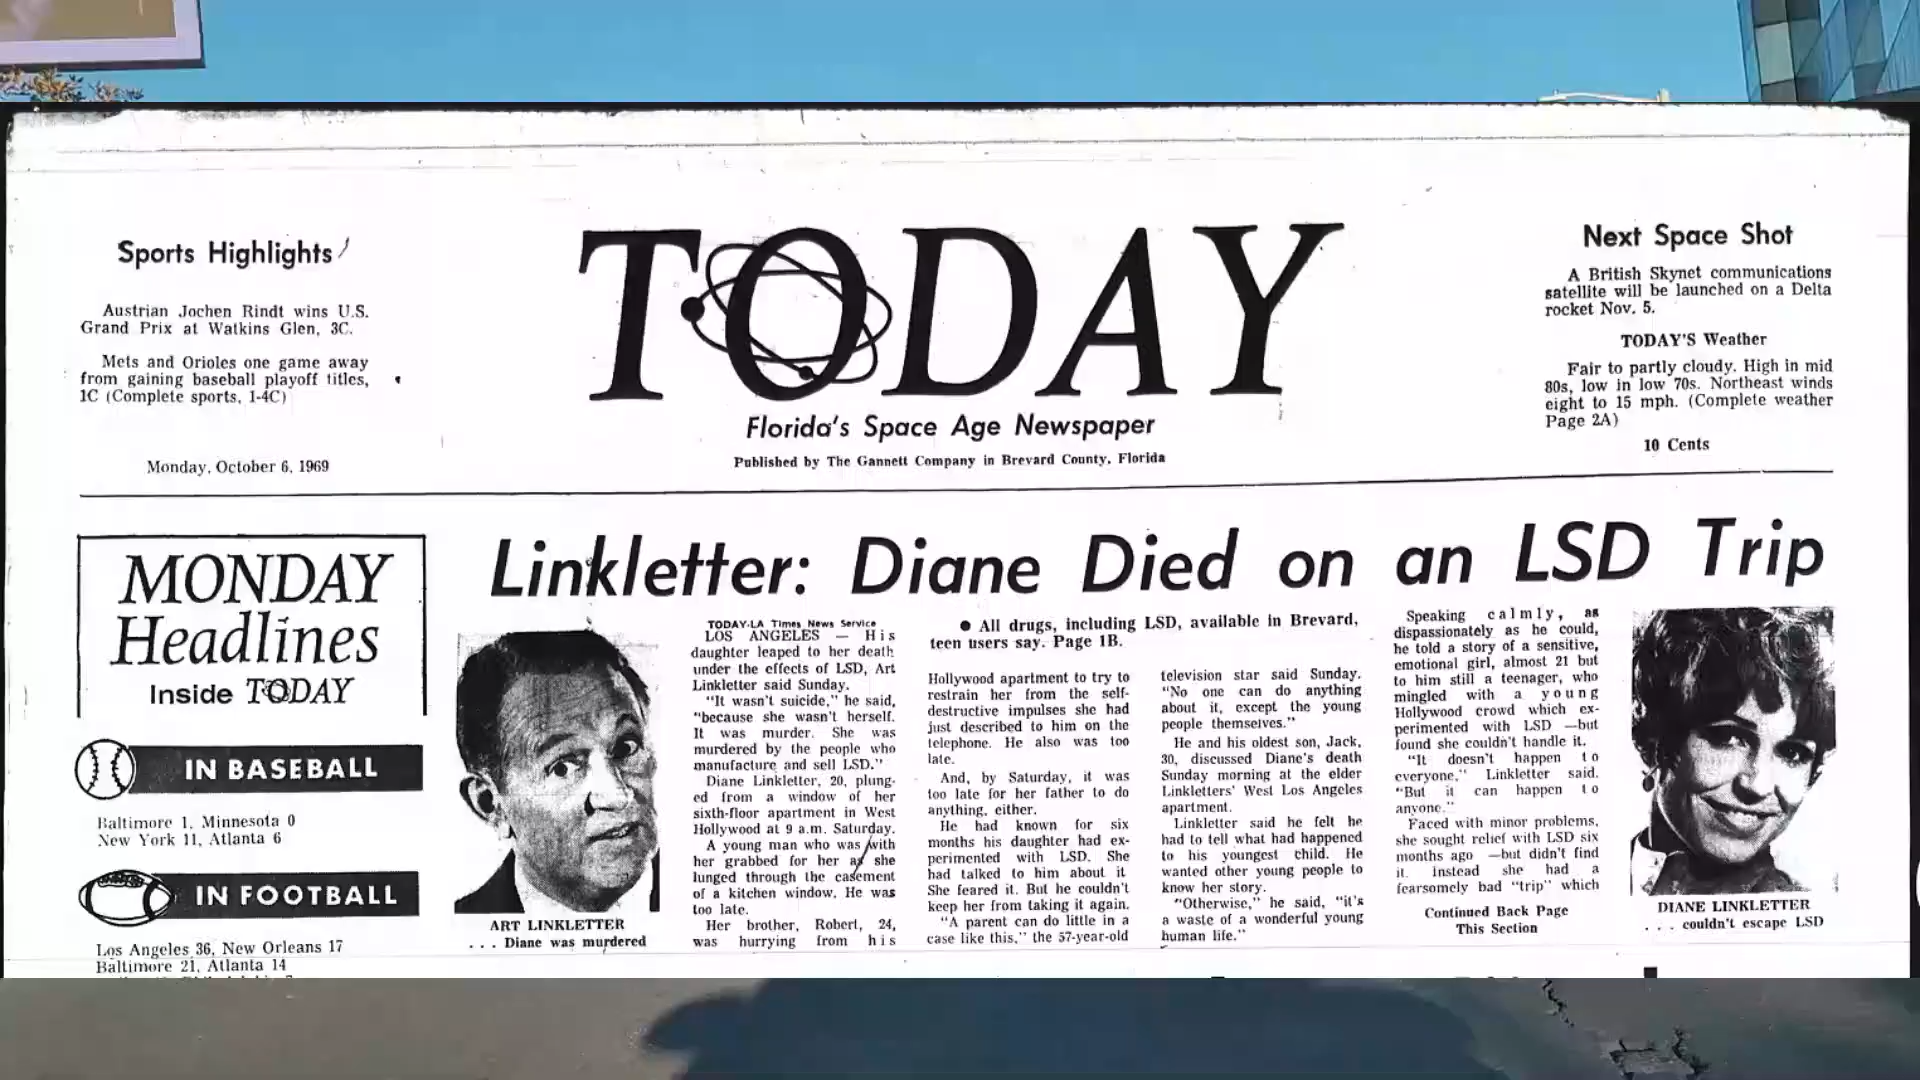 Sports Highlights
Austrian Jochen Rindt wins U.S.
Grand Prix at Watkins Glen, 3C.
Mets and Orioles one game away
from gaining baseball playoff titles,
1C (Complete sports, 1-4C)
Monday, October 6, 1969
TODAY
Florida's Space Age Newspaper
Published by The Gannett Company in Brevard County, Florida
Next Space Shot
A British Skynet communications
satellite will be launched on a Delta
rocket Nov. 5.
TODAY'S Weather
Fair to partly cloudy. High in mid
80s, low in low 70s. Northeast winds
eight to 15 mph. (Complete weather
Page 2A)
10 Cents
MONDAY
Headlines
Inside TODAY
IN BASEBALL
Baltimore 1, Minnesota 0
New York 11, Atlanta 6
IN FOOTBALL
Los Angeles 36, New Orleans 17
Baltimore 21, Atlanta 14
Linkletter: Diane Died on an LSD Trip
ART LINKLETTER
. . . Diane was murdered
TODAY-LA Times News Service
LOS ANGELES — His
daughter leaped to her death
under the effects of LSD, Art
Linkletter said Sunday.
"It wasn't suicide," he said,
"because she wasn't herself.
It was murder. She was
murdered by the people who
manufacture and sell LSD."
Diane Linkletter, 20, plung-
ed from a window of her
sixth-floor apartment in West
Hollywood at 9 a.m. Saturday.
A young man who was with
her grabbed for her as she
lunged through the casement
of a kitchen window. He was
too late.
Her brother, Robert, 24,
was hurrying from his
● All drugs, including LSD, available in Brevard,
teen users say. Page 1B.
Hollywood apartment to try to
restrain her from the self-
destructive impulses she had
just described to him on the
telephone. He also was too
late.
And, by Saturday, it was
too late for her father to do
anything, either.
He had known for six
months his daughter had ex-
perimented with LSD. She
had talked to him about it
She feared it. But he couldn't
keep her from taking it again.
"A parent can do little in a
case like this," the 57-year-old
television star said Sunday.
"No one can do anything
about it, except the young
people themselves."
He and his oldest son, Jack,
30, discussed Diane's death
Sunday morning at the elder
Linkletters' West Los Angeles
apartment.
Linkletter said he felt he
had to tell what had happened
to his youngest child. He
wanted other young people to
know her story.
"Otherwise," he said, "it's
a waste of a wonderful young
human life."
Speaking calmly, as
dispassionately as he could,
he told a story of a sensitive,
emotional girl, almost 21 but
to him still a teenager, who
mingled with a young
Hollywood crowd which ex-
perimented with LSD —but
found she couldn't handle it.
"It doesn't happen to
everyone," Linkletter said.
"But it can happen to
anyone."
Faced with minor problems,
she sought relief with LSD six
months ago —but didn't find
it. Instead she had a
fearsomely bad "trip" which
Continued Back Page
This Section
DIANE LINKLETTER
. . . couldn't escape LSD